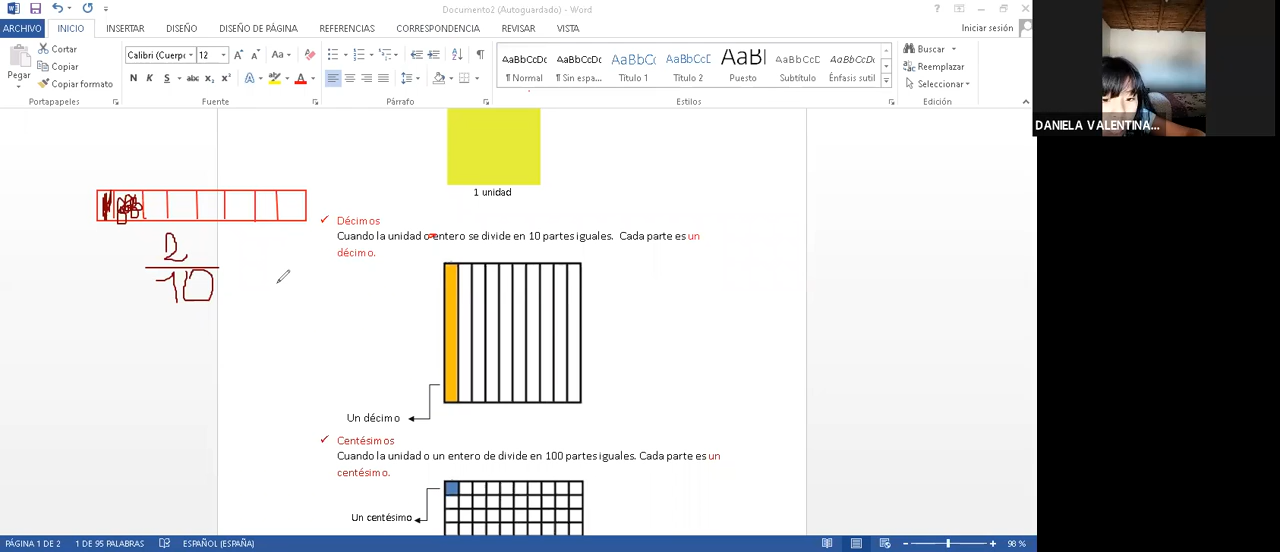 Documento2 (Autoguardado) - Word
ARCHIVO INICIO INSERTAR DISEÑO DISEÑO DE PÁGINA REFERENCIAS CORRESPONDENCIA REVISAR VISTA
Iniciar sesión
Pegar
Cortar
Copiar
Copiar formato
Portapapeles
Calibri (Cuerpo 12
N K S abc x₂ x²
Fuente
Párrafo
AaBbCcDc AaBbCcDc AaBbCc AaBbCcD AaBl AaBbCcD AaBbCcDc
¶ Normal ¶ Sin espa... Título 1 Título 2 Puesto Subtítulo Énfasis sutil
Estilos
Buscar
Reemplazar
Seleccionar
Edición
DANIELA VALENTINA...
1 unidad
Décimos
Cuando la unidad o entero se divide en 10 partes iguales. Cada parte es un
décimo.
2
10
Un décimo
Centésimos
Cuando la unidad o un entero de divide en 100 partes iguales. Cada parte es un
centésimo.
Un centésimo
PÁGINA 1 DE 2 1 DE 95 PALABRAS ESPAÑOL (ESPAÑA) 98 %